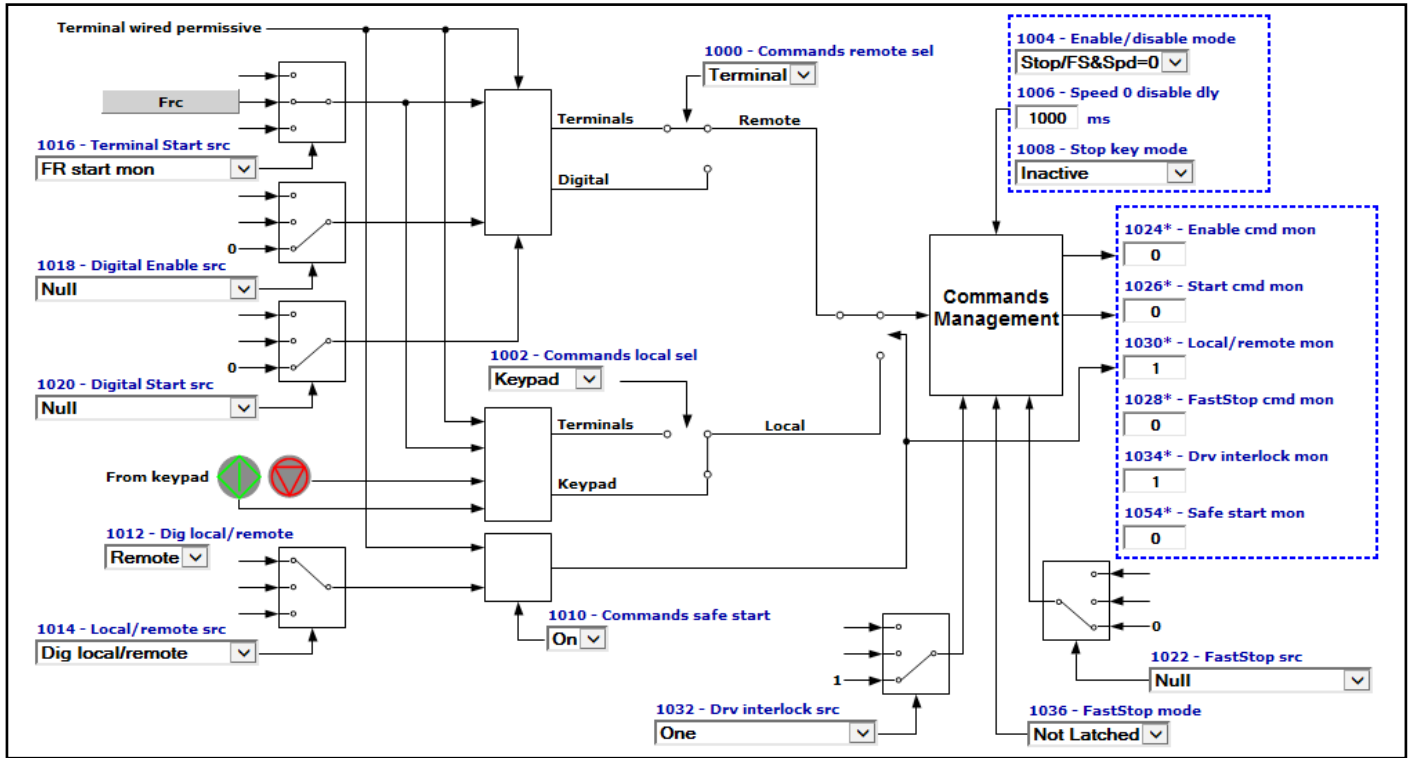 Terminal wired permissive
Frc
1016 - Terminal Start src
FR start mon
0
1018 - Digital Enable src
Null
0
1020 - Digital Start src
Null
From keypad
1012 - Dig local/remote
Remote
1014 - Local/remote src
Dig local/remote
1000 - Commands remote sel
Terminal
Terminals
Remote
Digital
1002 - Commands local sel
Keypad
Terminals
Local
Keypad
1010 - Commands safe start
On
1
1032 - Drv interlock src
One
1004 - Enable/disable mode
Stop/FS&Spd=0
1006 - Speed 0 disable dly
1000 ms
1008 - Stop key mode
Inactive
Commands
Management
1024* - Enable cmd mon
0
1026* - Start cmd mon
0
1030* - Local/remote mon
1
1028* - FastStop cmd mon
0
1034* - Drv interlock mon
1
1054* - Safe start mon
0
0
1022 - FastStop src
Null
1036 - FastStop mode
Not Latched